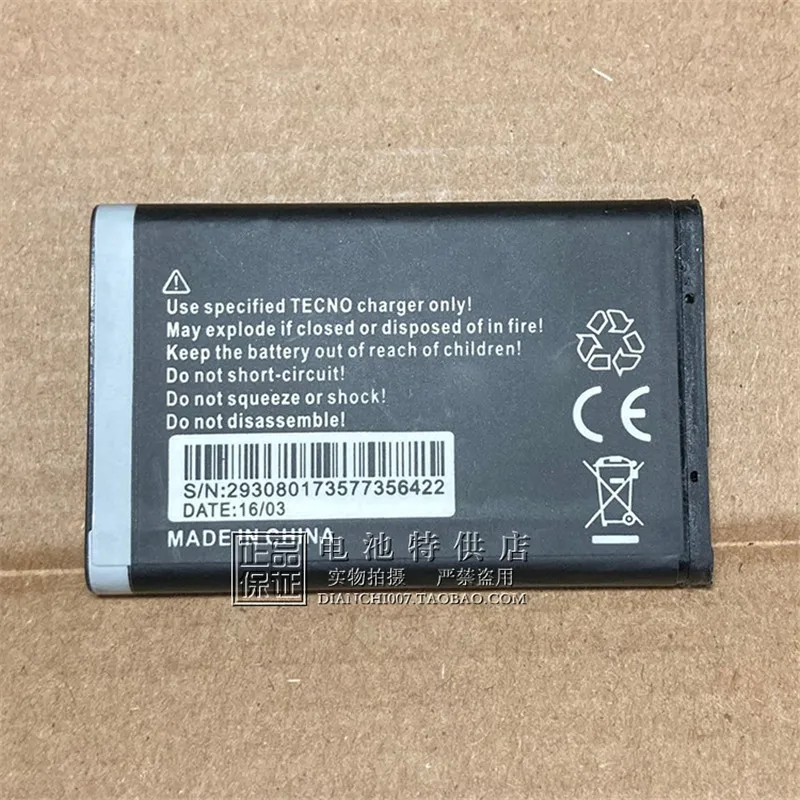 Use specified TECNO charger only!
May explode if closed or disposed of in fire!
Keep the battery out of reach of children!
Do not short-circuit!
Do not squeeze or shock!
Do not disassemble!
CE
S/N:293080173577356422
DATE:16/03
MADE IN CHINA
正品保证
电池特供店
实物拍摄 严禁盗用
DIANCHI007.TAOBAO.COM